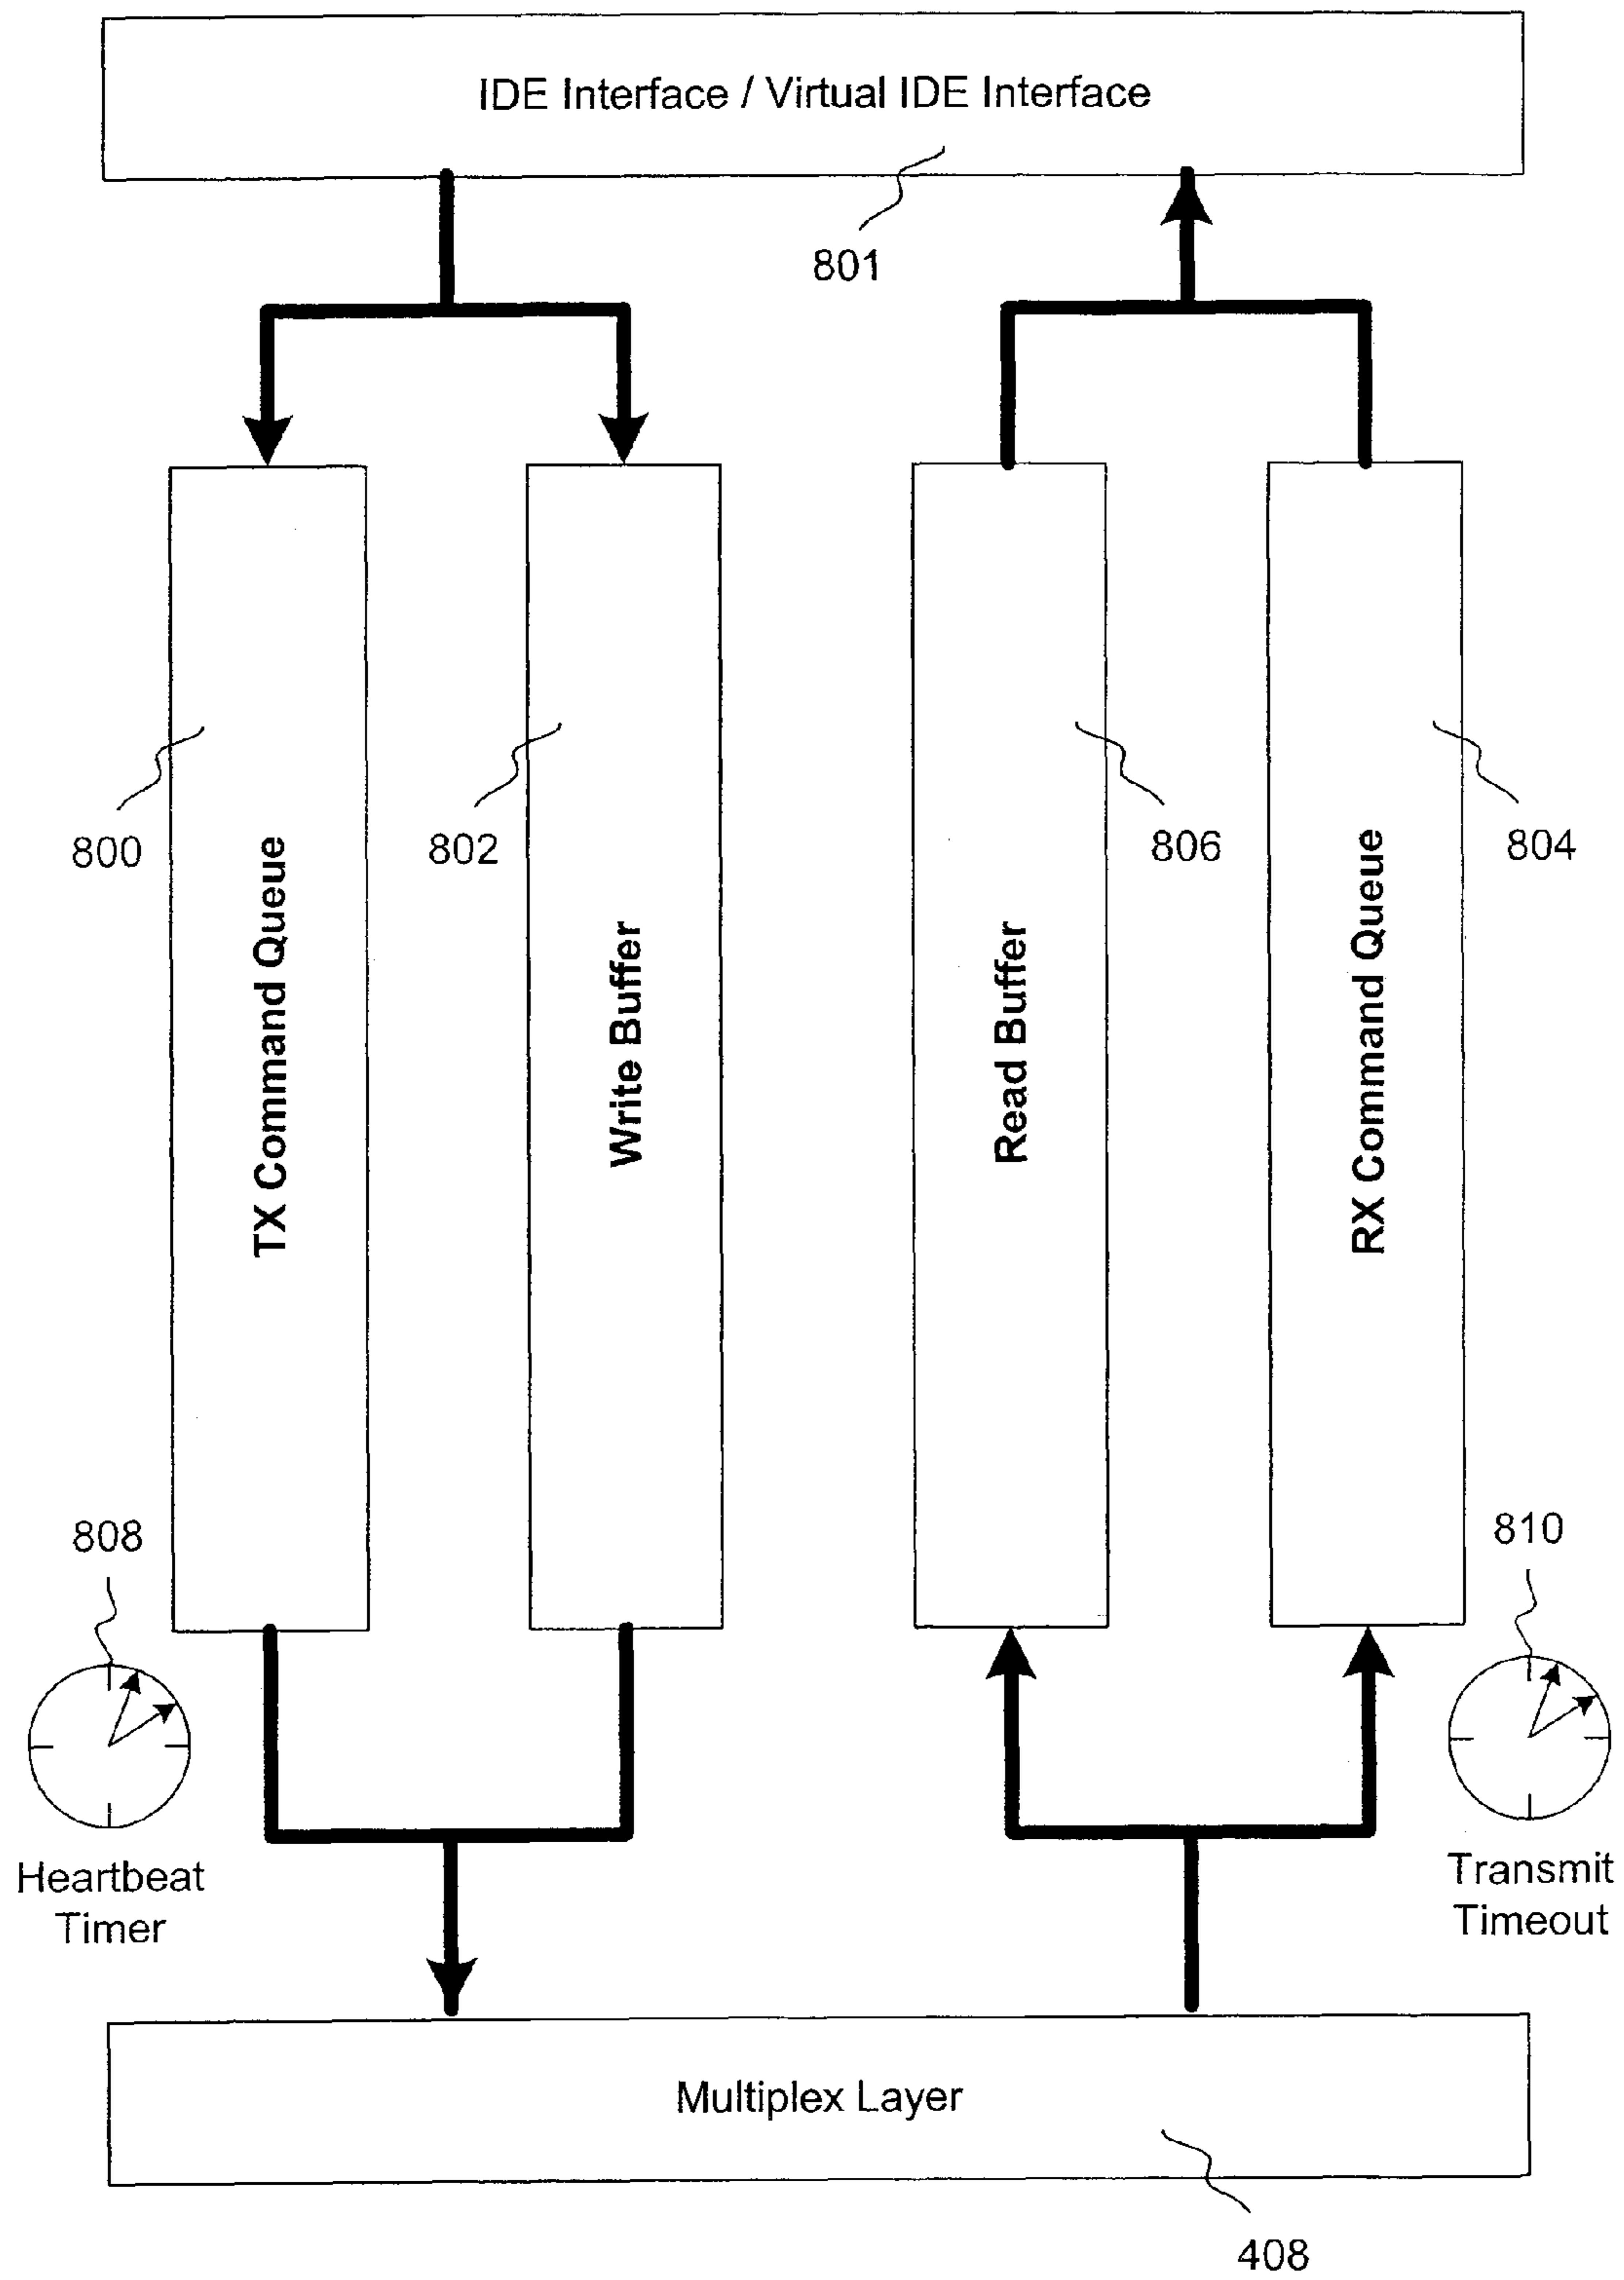 IDE Interface / Virtual IDE Interface
801
800
802
806
804
TX Command Queue
Write Buffer
Read Buffer
RX Command Queue
808
810
Heartbeat
Timer
Transmit
Timeout
Multiplex Layer
408